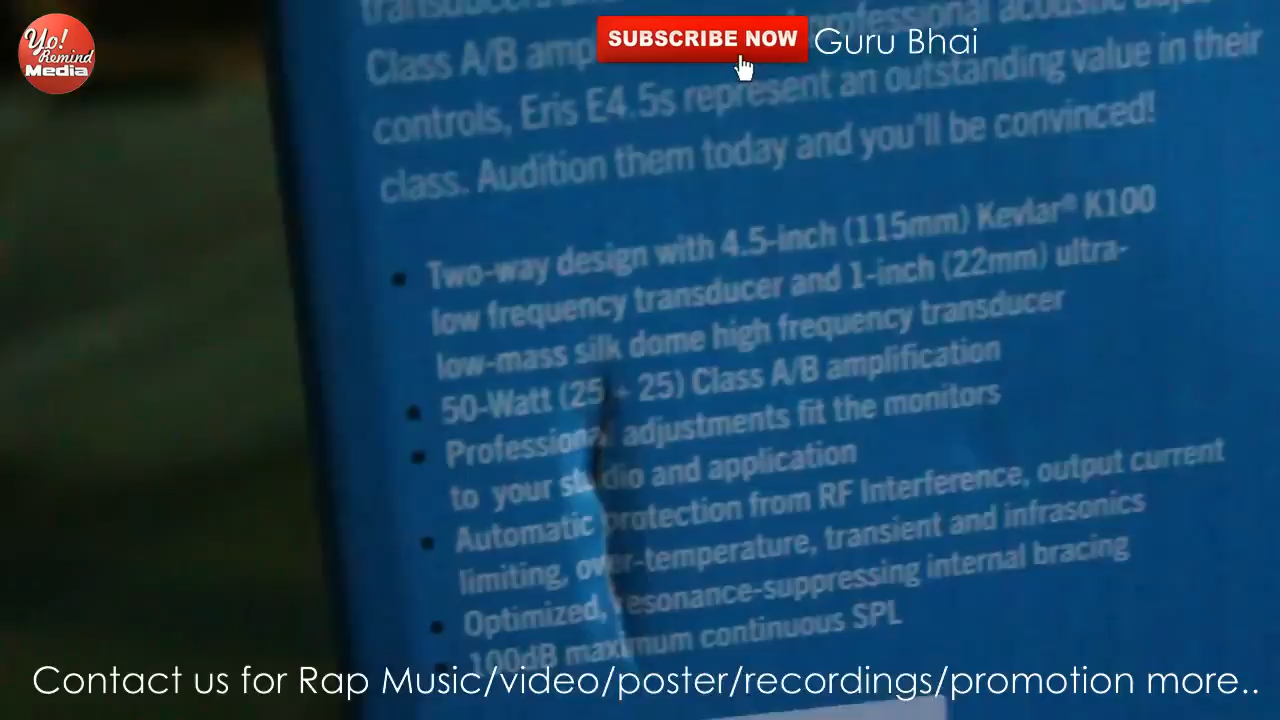 Yo!
Remind
Media
SUBSCRIBE NOW
Guru Bhai
professional acoustic
Class A/B
controls, Eris E4.5s represent an outstanding value in their
class. Audition them today and you'll be convinced!
• Two-way design with 4.5-inch (115mm) Kevlar® K100
low frequency transducer and 1-inch (22mm) ultra-
low-mass silk dome high frequency transducer
• 50-Watt (25 + 25) Class A/B amplification
• Professional adjustments fit the monitors
to your studio and application
• Automatic protection from RF Interference, output current
limiting, over-temperature, transient and infrasonics
• Optimized, resonance-suppressing internal bracing
• 100dB maximum continuous SPL
Contact us for Rap Music/video/poster/recordings/promotion more..